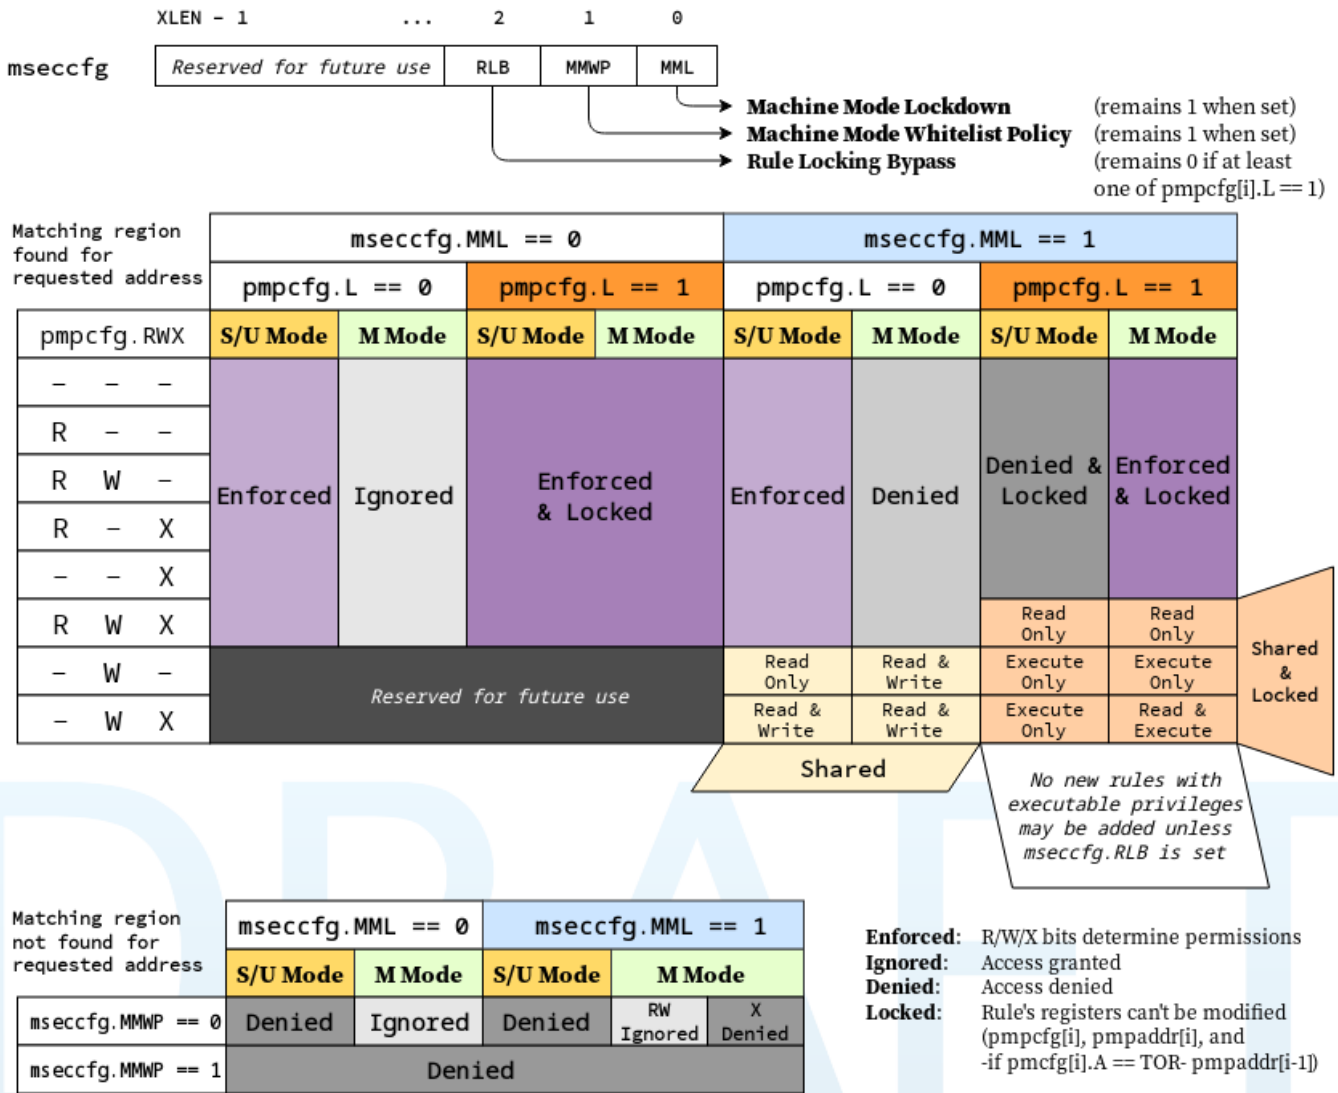 XLEN – 1 ... 2 1 0
mseccfg Reserved for future use RLB MMWP MML
Machine Mode Lockdown (remains 1 when set)
Machine Mode Whitelist Policy (remains 1 when set)
Rule Locking Bypass (remains 0 if at least
one of pmpcfg[i].L == 1)
Matching region
found for
requested address
mseccfg.MML == 0 mseccfg.MML == 1
pmpcfg.L == 0 pmpcfg.L == 1 pmpcfg.L == 0 pmpcfg.L == 1
pmpcfg.RWX S/U Mode M Mode S/U Mode M Mode S/U Mode M Mode S/U Mode M Mode
– – –
R – –
R W –
R – X
– – X
R W X
– W –
– W X
Enforced
Ignored
Enforced
& Locked
Enforced
Denied
Denied &
Locked
Enforced
& Locked
Read
Only
Read
Only
Reserved for future use
Read
Only
Read &
Write
Execute
Only
Execute
Only
Read &
Write
Read &
Write
Execute
Only
Read &
Execute
Shared
&
Locked
Shared
No new rules with
executable privileges
may be added unless
mseccfg.RLB is set
DRAFT
Matching region
not found for
requested address
mseccfg.MML == 0 mseccfg.MML == 1
S/U Mode M Mode S/U Mode M Mode
mseccfg.MMWP == 0 Denied Ignored Denied
RW
Ignored
X
Denied
mseccfg.MMWP == 1 Denied
Enforced: R/W/X bits determine permissions
Ignored: Access granted
Denied: Access denied
Locked: Rule's registers can't be modified
(pmpcfg[i], pmpaddr[i], and
-if pmcfg[i].A == TOR- pmpaddr[i-1])